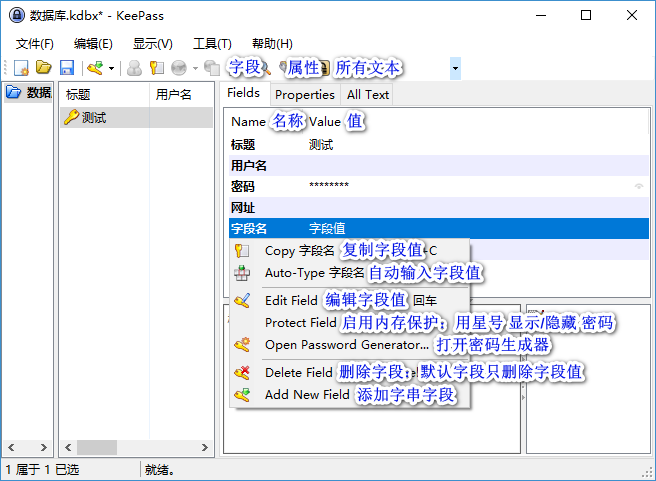 数据库.kdbx* - KeePass
文件(F) 编辑(E) 显示(V) 工具(T) 帮助(H)
字段 属性 所有文本
数据 标题 用户名 Fields Properties All Text
测试
Name 名称 Value 值
标题 测试
用户名
密码 ********
网址
字段名 字段值
Copy 字段名 复制字段值 +C
Auto-Type 字段名 自动输入字段值
Edit Field 编辑字段值 回车
Protect Field 启用内存保护：用星号 显示/隐藏 密码
Open Password Generator... 打开密码生成器
Delete Field 删除字段；默认字段只删除字段值
Add New Field 添加字串字段
1 属于 1 已选 就绪。